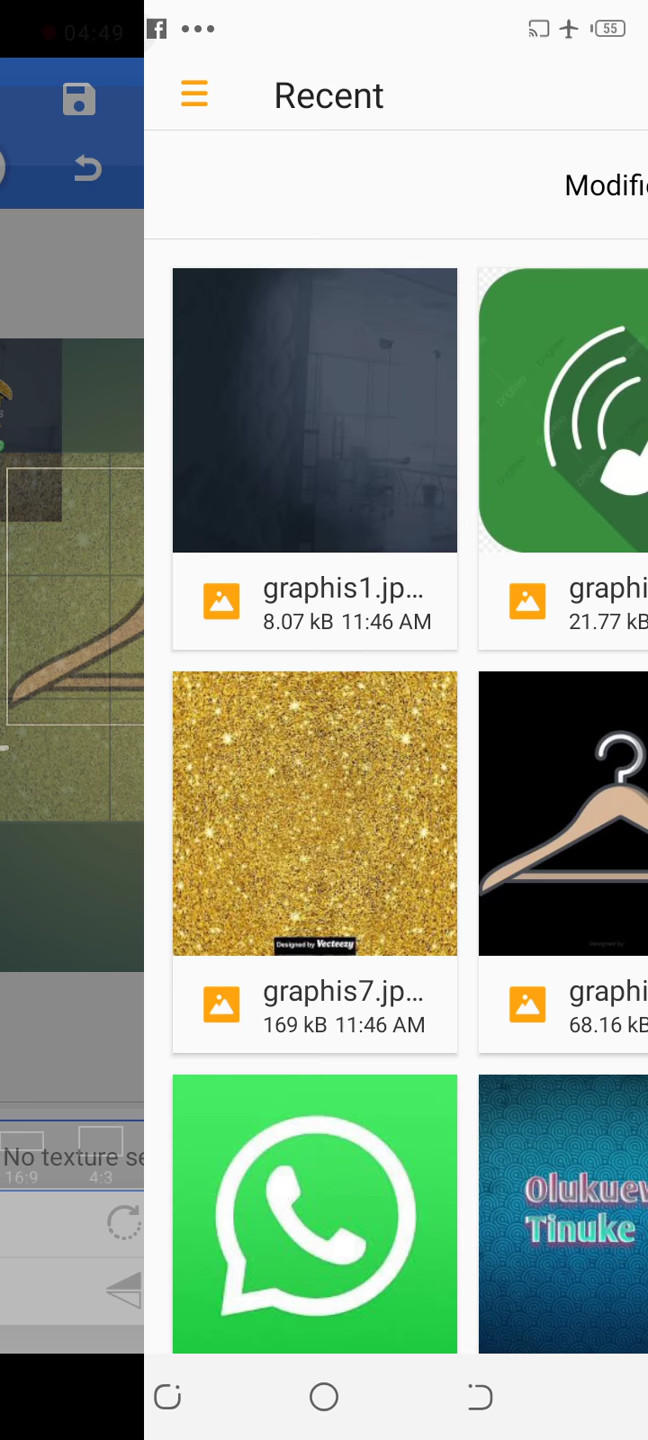 04:49
55
Recent
Modifie
graphis1.jp...
8.07 kB 11:46 AM
graphi
21.77 kB
Designed by Vecteezy
graphis7.jp...
169 kB 11:46 AM
graphi
68.16 kB
No texture se
16:9
4:3
Olukuew
Tinuke